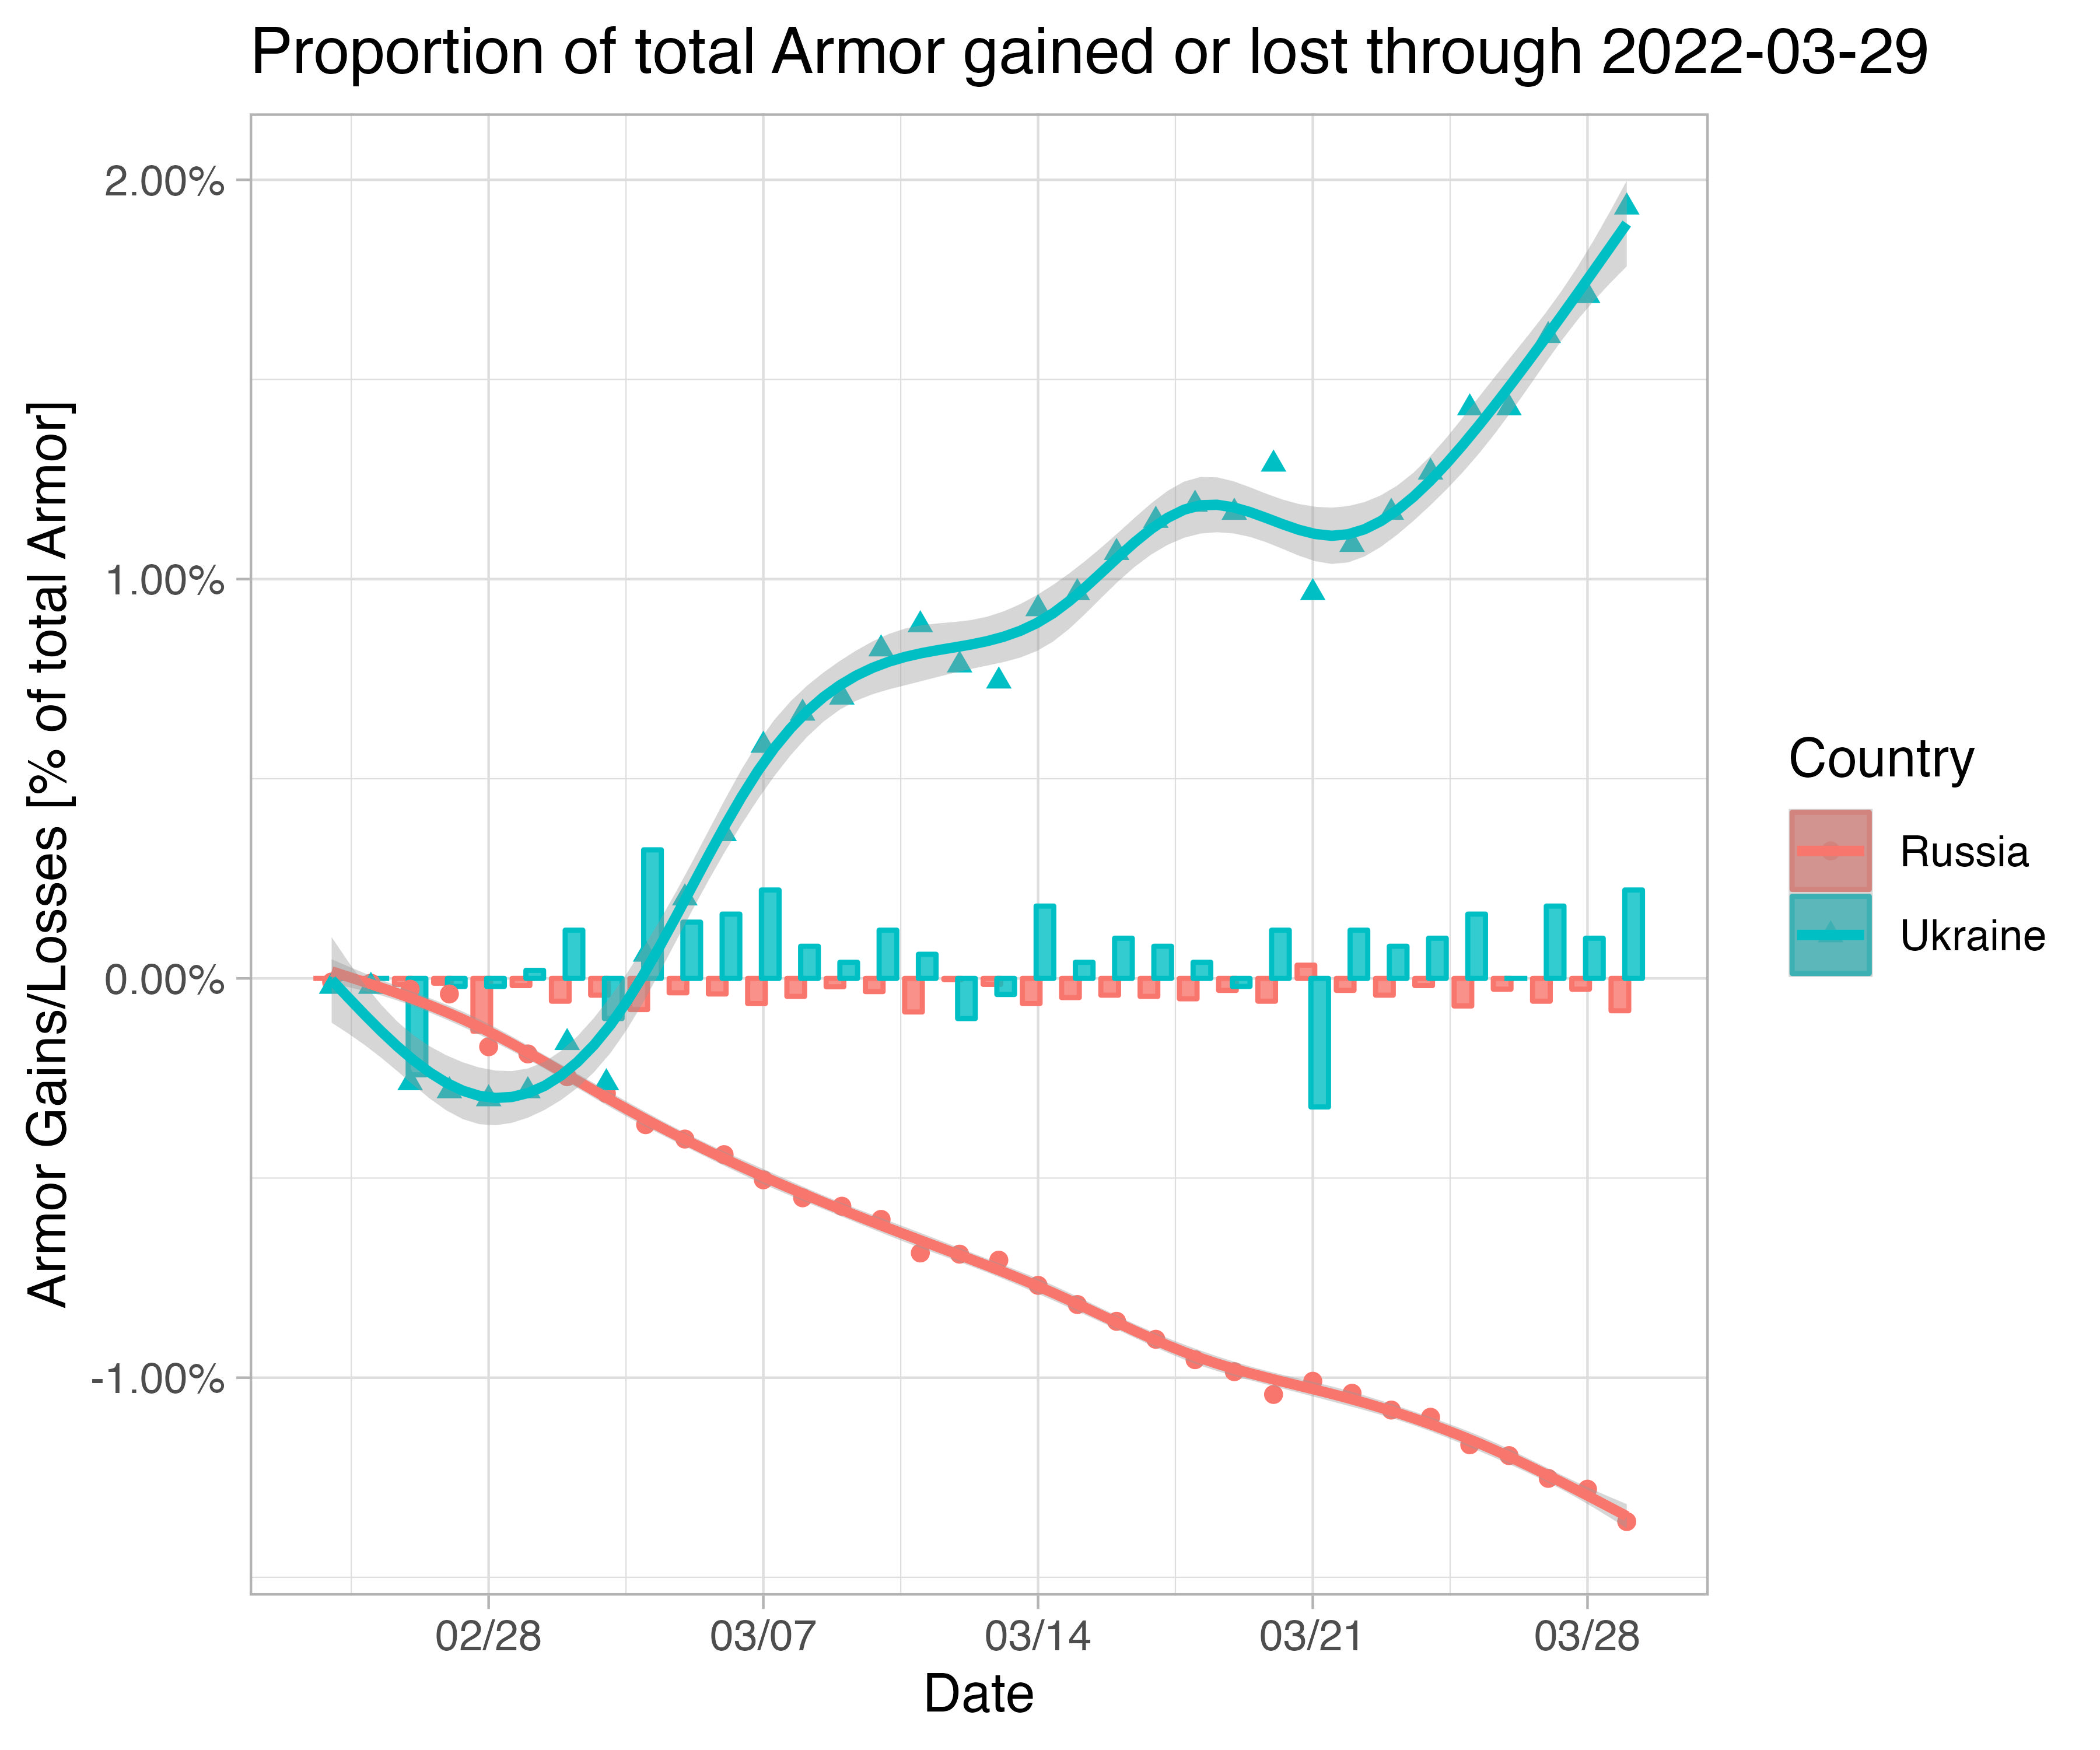 Proportion of total Armor gained or lost through 2022-03-29
Armor Gains/Losses [% of total Armor]
2.00%
1.00%
0.00%
-1.00%
02/28
03/07
03/14
03/21
03/28
Date
Country
Russia
Ukraine